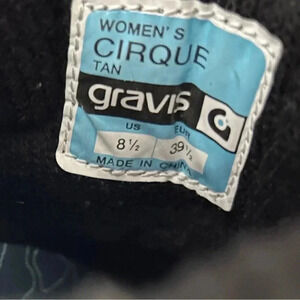 WOMEN'S
CIRQUE
TAN
gravis
US EUR
8½ 39½
MADE IN CHINA